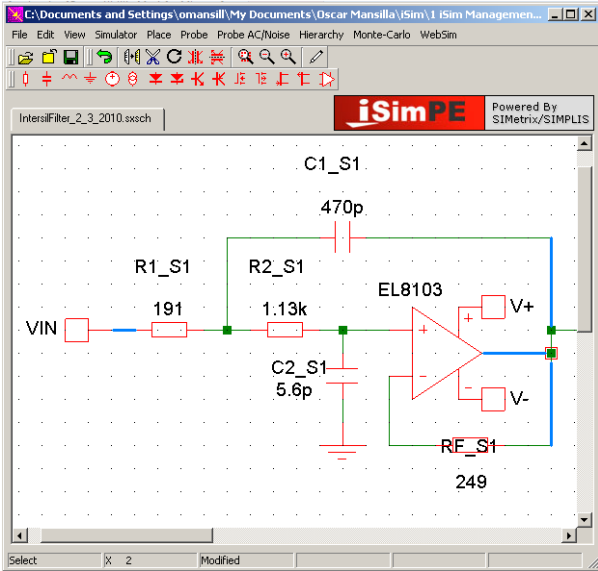 C:\Documents and Settings\omansill\My Documents\Oscar Mansilla\iSim\1 iSim Managemen...
File Edit View Simulator Place Probe Probe AC/Noise Hierarchy Monte-Carlo WebSim
IntersilFilter_2_3_2010.sxsch
iSimPE
Powered By
SIMetrix/SIMPLIS
C1_S1
470p
R1_S1
R2_S1
191
1.13k
EL8103
VIN
V+
C2_S1
5.6p
V-
RF_S1
249
Select X 2 Modified